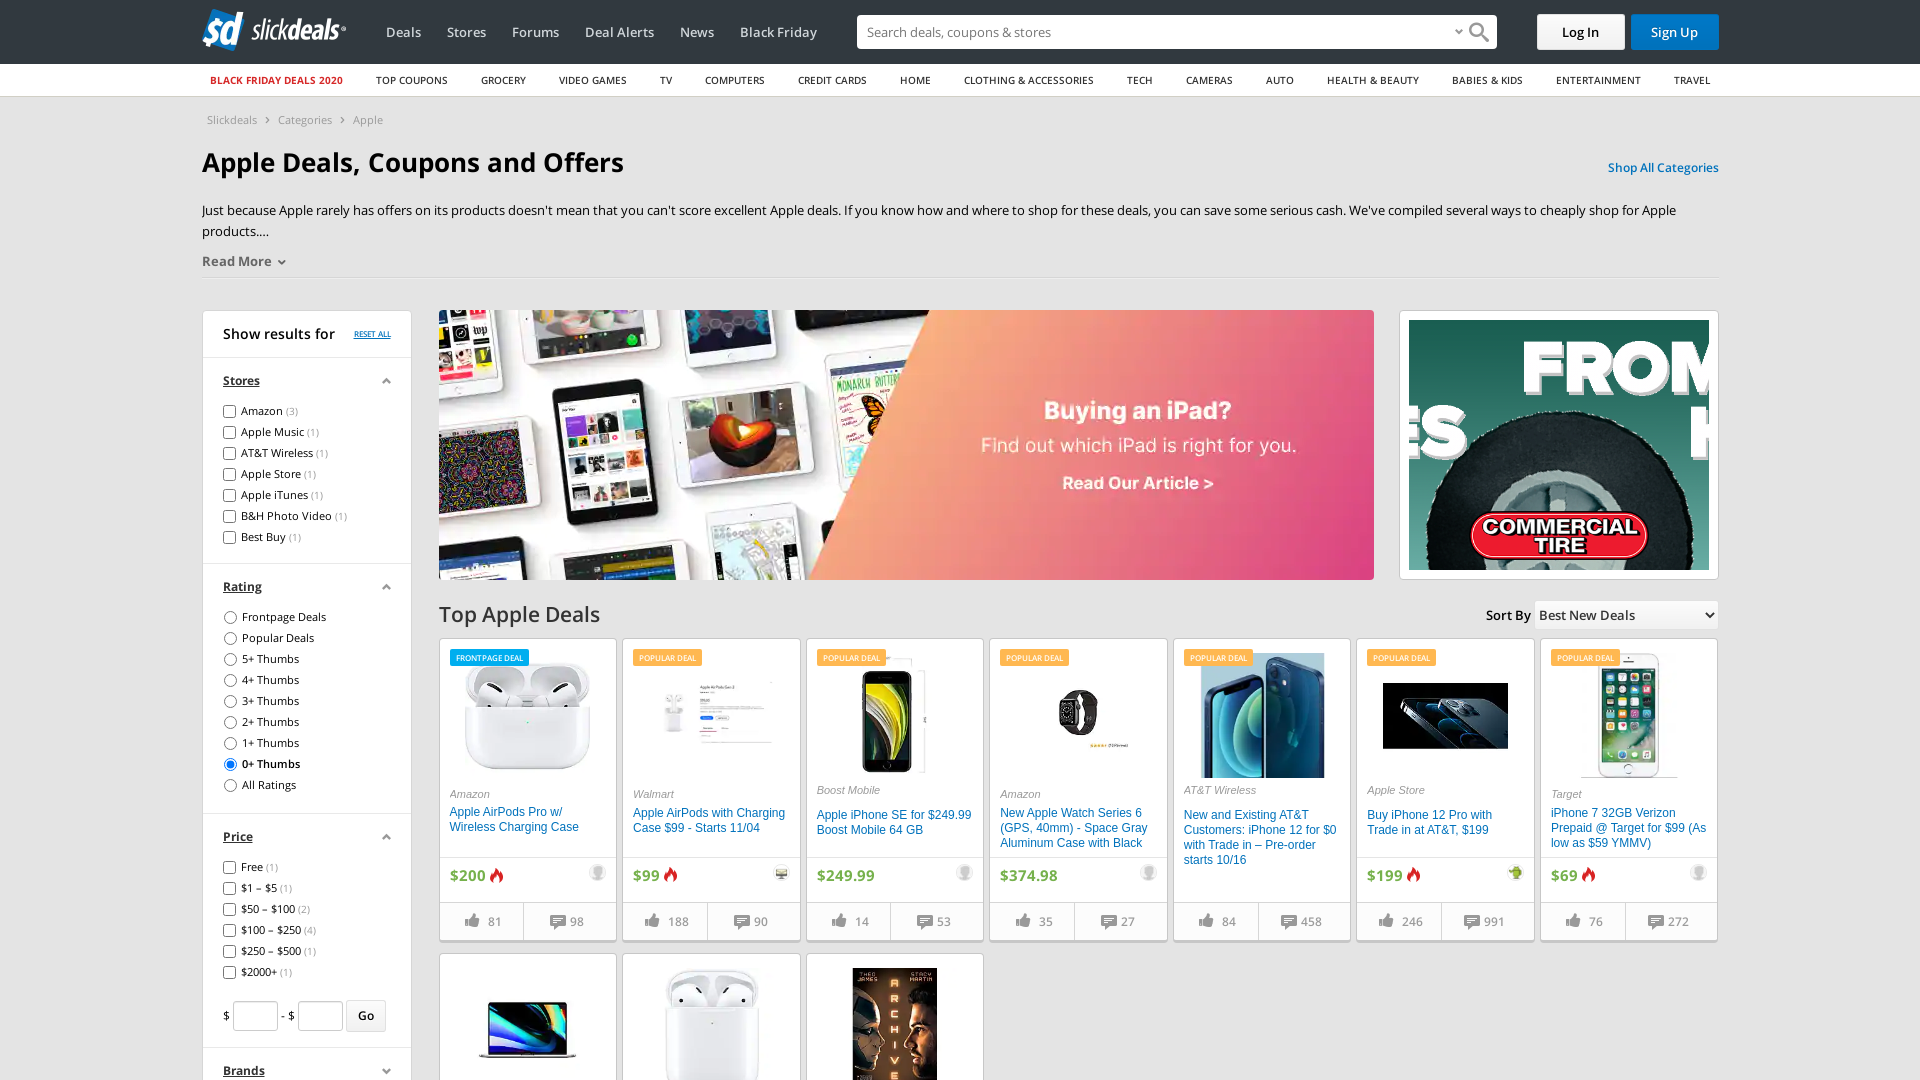 sd slickdeals
Deals Stores Forums Deal Alerts News Black Friday
Search deals, coupons & stores
Log In Sign Up
BLACK FRIDAY DEALS 2020 TOP COUPONS GROCERY VIDEO GAMES TV COMPUTERS CREDIT CARDS HOME CLOTHING & ACCESSORIES TECH CAMERAS AUTO HEALTH & BEAUTY BABIES & KIDS ENTERTAINMENT TRAVEL
Slickdeals > Categories > Apple
Apple Deals, Coupons and Offers
Shop All Categories
Just because Apple rarely has offers on its products doesn't mean that you can't score excellent Apple deals. If you know how and where to shop for these deals, you can save some serious cash. We've compiled several ways to cheaply shop for Apple
products....
Read More
Show results for RESET ALL
Stores
Amazon (3)
Apple Music (1)
AT&T Wireless (1)
Apple Store (1)
Apple iTunes (1)
B&H Photo Video (1)
Best Buy (1)
Rating
Frontpage Deals
Popular Deals
5+ Thumbs
4+ Thumbs
3+ Thumbs
2+ Thumbs
1+ Thumbs
0+ Thumbs
All Ratings
Price
Free (1)
$1 – $5 (1)
$50 – $100 (2)
$100 – $250 (4)
$250 – $500 (1)
$2000+ (1)
$ - $ Go
Brands
MONARCH BUTTER
Buying an iPad?
Find out which iPad is right for you.
Read Our Article >
FROM
ES H
COMMERCIAL
TIRE
Top Apple Deals
Sort By Best New Deals
FRONTPAGE DEAL
Amazon
Apple AirPods Pro w/
Wireless Charging Case
$200
81 98
POPULAR DEAL
Walmart
Apple AirPods with Charging
Case $99 - Starts 11/04
$99
188 90
POPULAR DEAL
Boost Mobile
Apple iPhone SE for $249.99
Boost Mobile 64 GB
$249.99
14 53
POPULAR DEAL
Amazon
New Apple Watch Series 6
(GPS, 40mm) - Space Gray
Aluminum Case with Black
$374.98
35 27
POPULAR DEAL
AT&T Wireless
New and Existing AT&T
Customers: iPhone 12 for $0
with Trade in – Pre-order
starts 10/16
84 458
POPULAR DEAL
Apple Store
Buy iPhone 12 Pro with
Trade in at AT&T, $199
$199
246 991
POPULAR DEAL
Target
iPhone 7 32GB Verizon
Prepaid @ Target for $99 (As
low as $59 YMMV)
$69
76 272
THEO JAMES STACY MARTIN
ARCHIVE